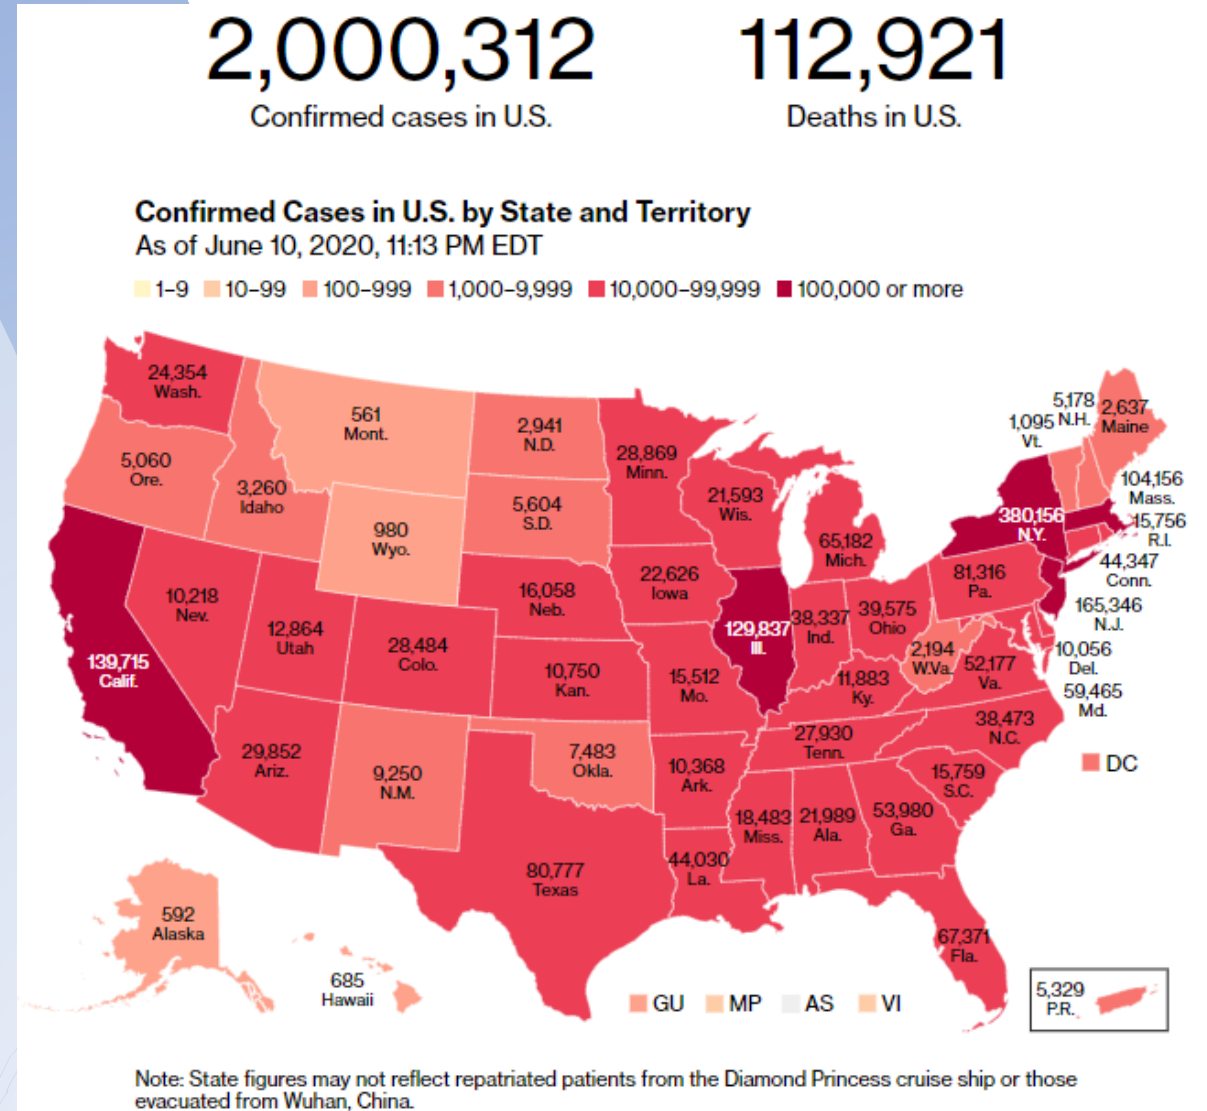 2,000,312
Confirmed cases in U.S.
112,921
Deaths in U.S.
Confirmed Cases in U.S. by State and Territory
As of June 10, 2020, 11:13 PM EDT
1–9 10–99 100–999 1,000–9,999 10,000–99,999 100,000 or more
24,354
Wash.
561
Mont.
2,941
N.D.
28,869
Minn.
5,060
Ore.
3,260
Idaho
980
Wyo.
5,604
S.D.
21,593
Wis.
65,182
Mich.
1,095
Vt.
5,178
N.H.
2,637
Maine
104,156
Mass.
380,156
N.Y.
15,756
R.I.
44,347
Conn.
10,218
Nev.
12,864
Utah
28,484
Colo.
16,058
Neb.
22,626
Iowa
129,837
Ill.
38,337
Ind.
39,575
Ohio
81,316
Pa.
165,346
N.J.
10,056
Del.
59,465
Md.
139,715
Calif.
10,750
Kan.
15,512
Mo.
11,883
Ky.
2,194
W.Va.
52,177
Va.
38,473
N.C.
27,930
Tenn.
29,852
Ariz.
9,250
N.M.
7,483
Okla.
10,368
Ark.
15,759
S.C.
DC
18,483
Miss.
21,989
Ala.
53,980
Ga.
80,777
Texas
44,030
La.
67,371
Fla.
592
Alaska
685
Hawaii
GU MP AS VI
5,329
P.R.
Note: State figures may not reflect repatriated patients from the Diamond Princess cruise ship or those
evacuated from Wuhan, China.